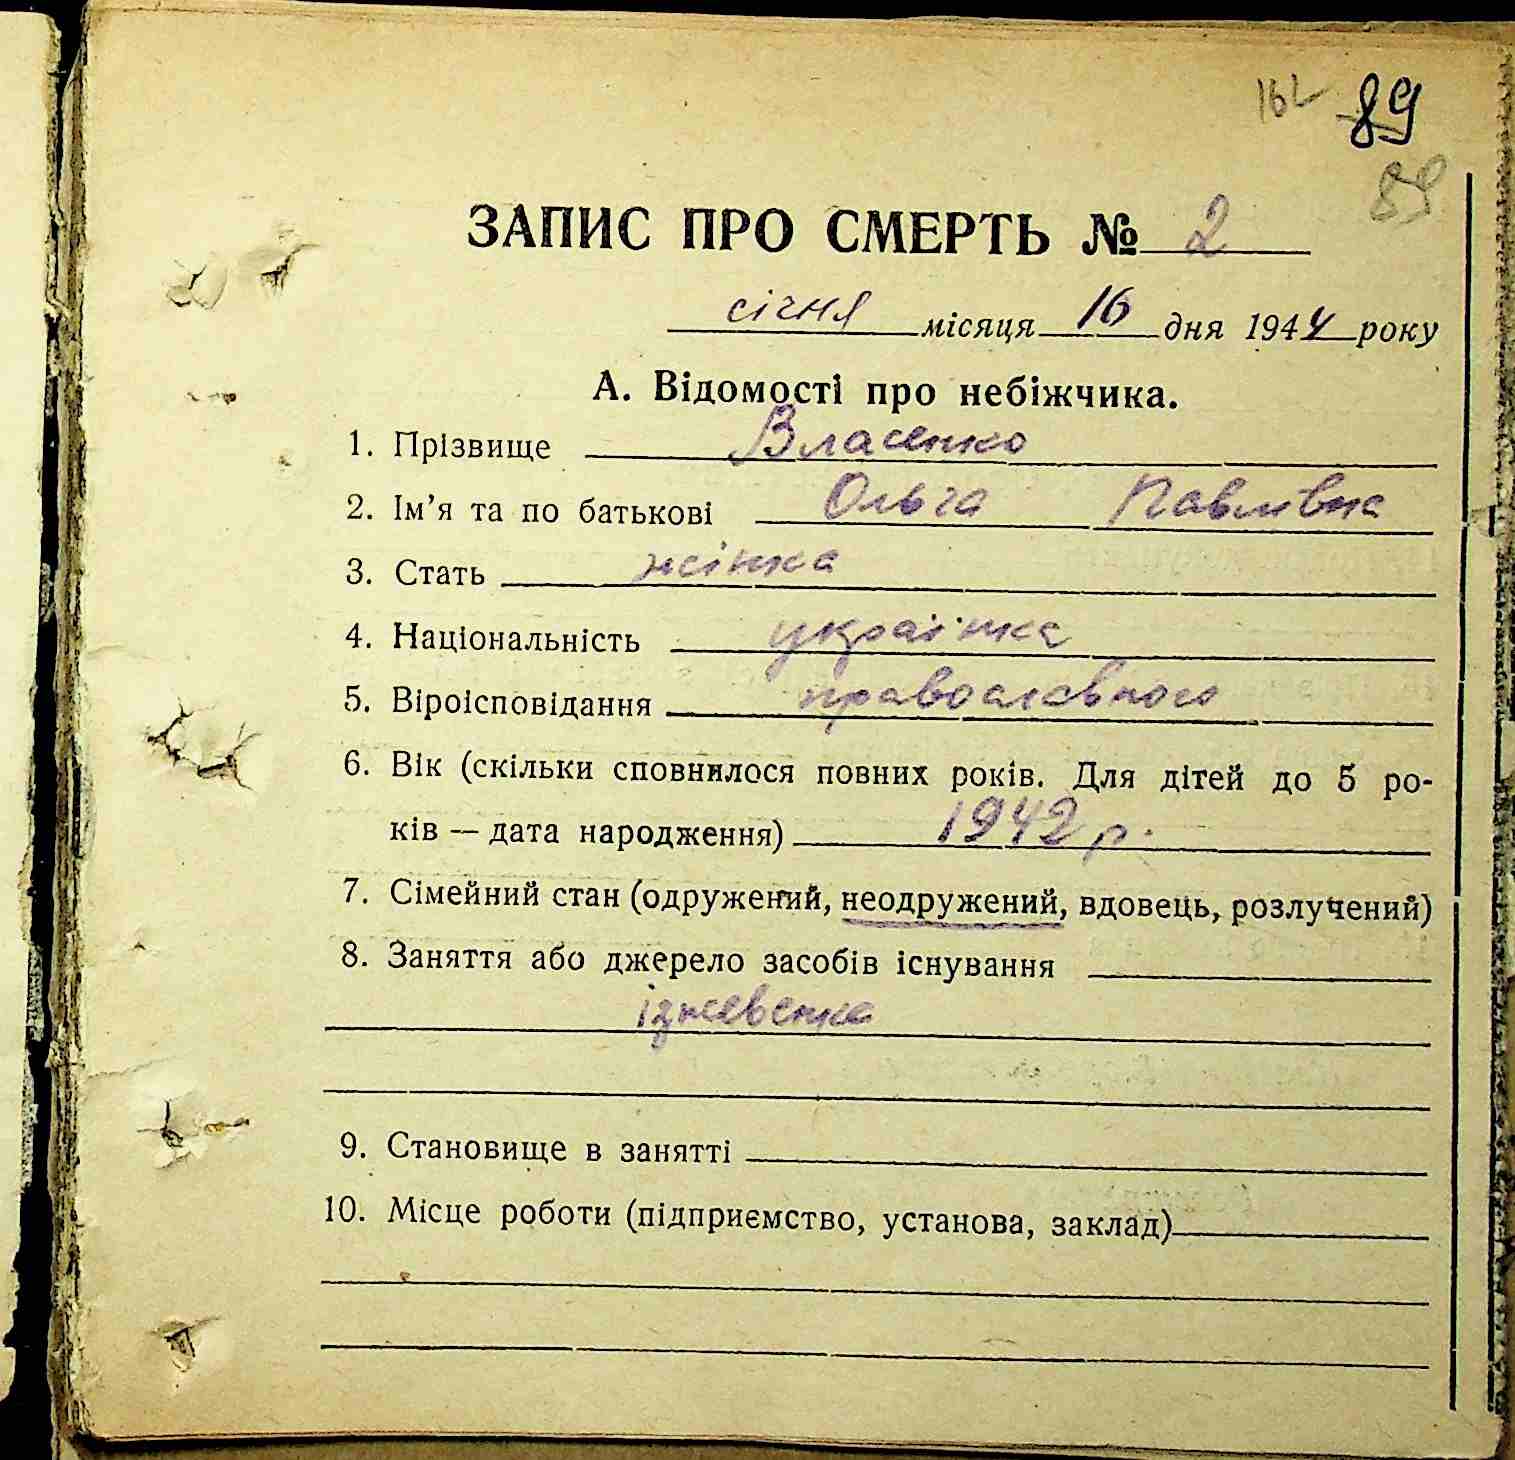 162 89
89
ЗАПИС ПРО СМЕРТЬ № 2
січня місяця 16 дня 1944 року
А. Відомості про небіжчика.
1. Прізвище Власенко
2. Ім'я та по батькові Ольга Павлівна
3. Стать жінка
4. Національність українка
5. Віроісповідання православного
6. Вік (скільки сповнилося повних років. Для дітей до 5 ро-
ків — дата народження) 1942 р.
7. Сімейний стан (одружений, неодружений, вдовець, розлучений)
8. Заняття або джерело засобів існування
іждевенка
9. Становище в занятті
10. Місце роботи (підприємство, установа, заклад)